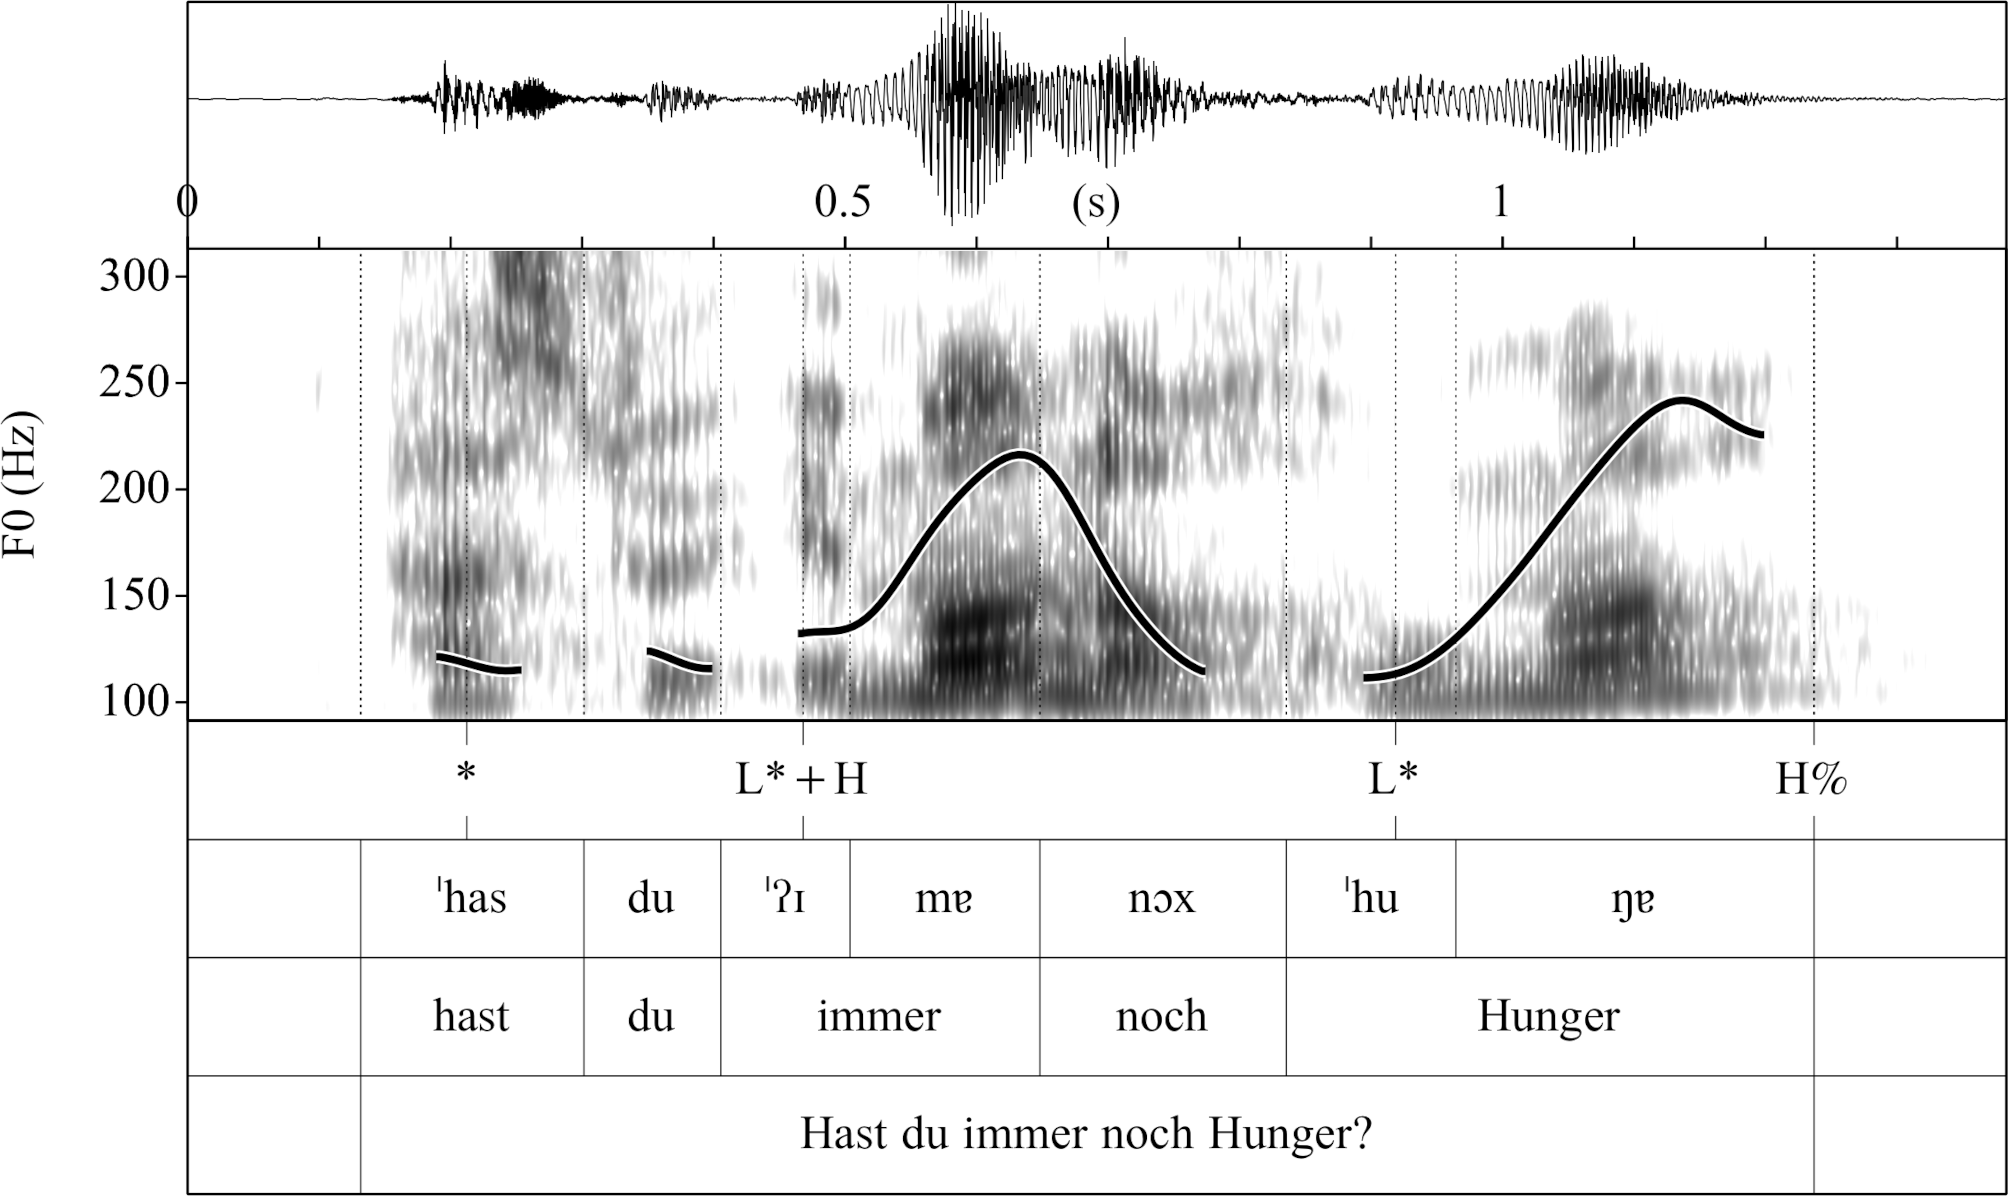 0 0.5 (s) 1
300
250
200
150
100
F0 (Hz)
* L*+H L* H%
ˈhas du ˈʔɪ mɐ nɔx ˈhu ŋɐ
hast du immer noch Hunger
Hast du immer noch Hunger?